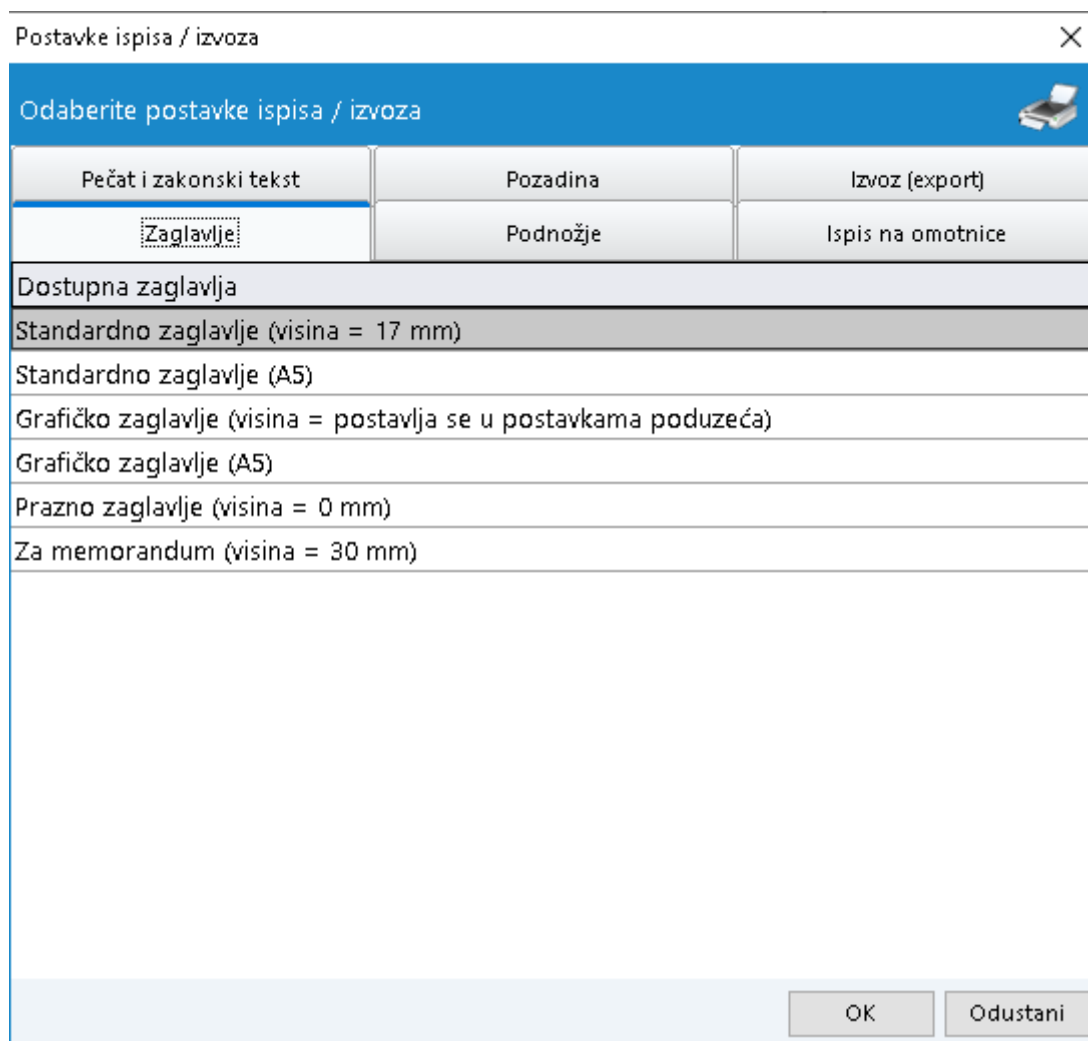 Postavke ispisa / izvoza
Odaberite postavke ispisa / izvoza
Pečat i zakonski tekst
Pozadina
Izvoz (export)
Zaglavlje
Podnožje
Ispis na omotnice
Dostupna zaglavlja
Standardno zaglavlje (visina = 17 mm)
Standardno zaglavlje (A5)
Grafičko zaglavlje (visina = postavlja se u postavkama poduzeća)
Grafičko zaglavlje (A5)
Prazno zaglavlje (visina = 0 mm)
Za memorandum (visina = 30 mm)
OK
Odustani